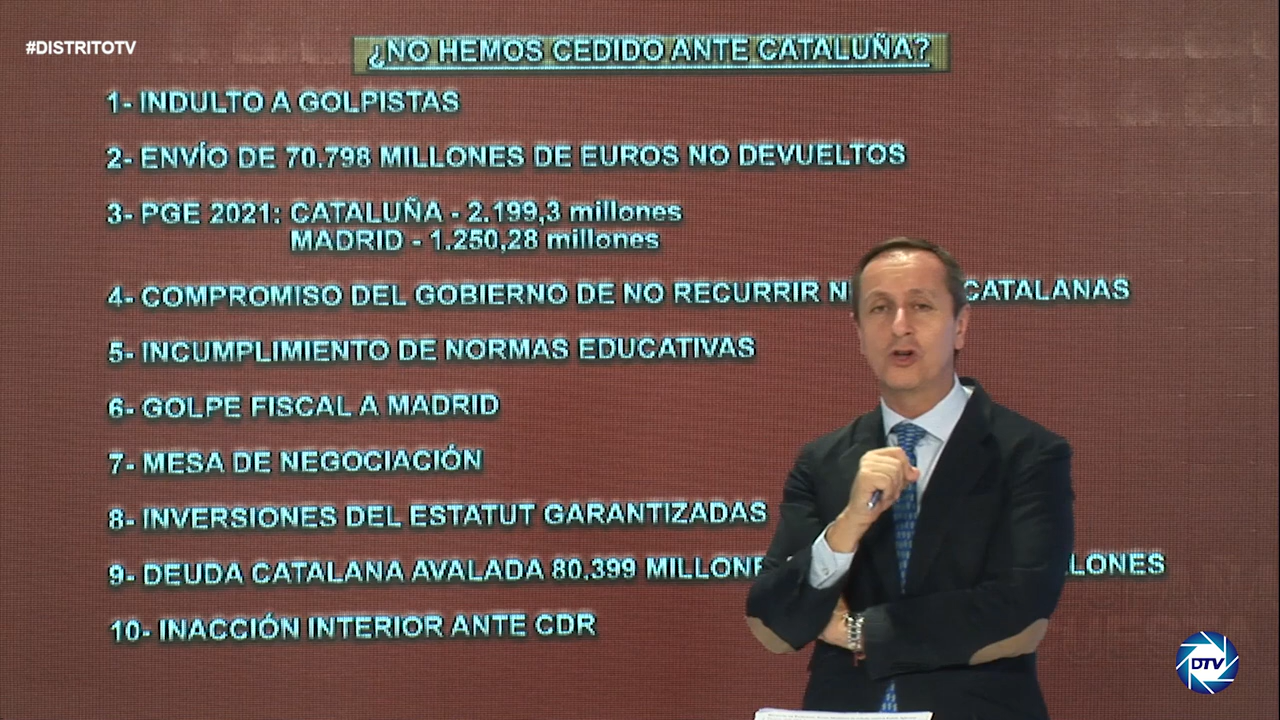 #DISTRITOTV
¿NO HEMOS CEDIDO ANTE CATALUÑA?
1- INDULTO A GOLPISTAS
2- ENVÍO DE 70.798 MILLONES DE EUROS NO DEVUELTOS
3- PGE 2021: CATALUÑA - 2.199,3 millones
MADRID - 1.250,28 millones
4- COMPROMISO DEL GOBIERNO DE NO RECURRIR CATALANAS
5- INCUMPLIMIENTO DE NORMAS EDUCATIVAS
6- GOLPE FISCAL A MADRID
7- MESA DE NEGOCIACIÓN
8- INVERSIONES DEL ESTATUT GARANTIZADAS
9- DEUDA CATALANA AVALADA 80.399
10- INACCIÓN INTERIOR ANTE CDR
DTV